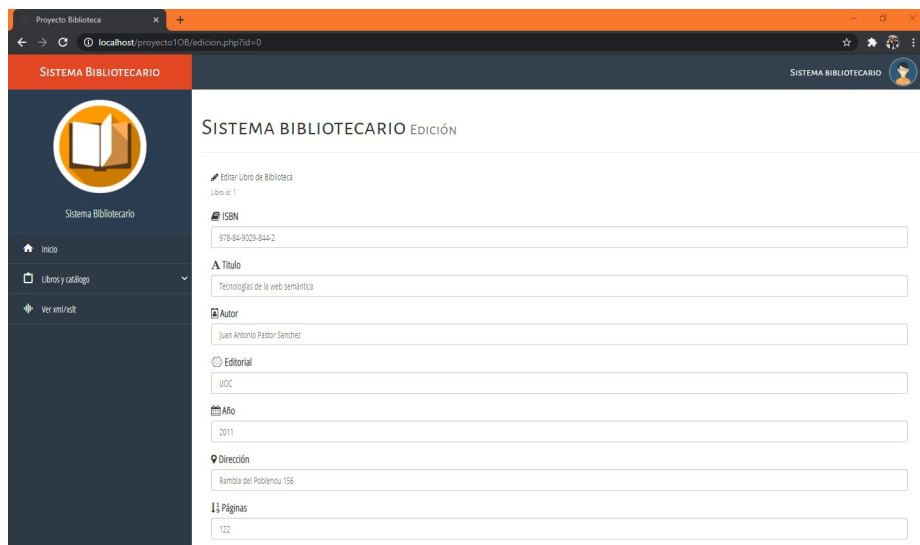 Proyecto Biblioteca
localhost/proyecto1OB/edicion.php?id=0
SISTEMA BIBLIOTECARIO
SISTEMA BIBLIOTECARIO
Sistema Bibliotecario
Inicio
Libros y catálogo
Ver xml/xslt
SISTEMA BIBLIOTECARIO EDICIÓN
Editar Libro de Biblioteca
Libro id: 1
ISBN
978-84-9029-844-2
Titulo
Tecnologías de la web semántica
Autor
Juan Antonio Pastor Sanchez
Editorial
UOC
Año
2011
Dirección
Rambla del Poblenou 156
Páginas
122